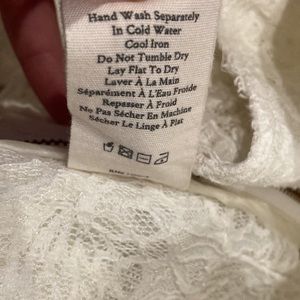 Hand Wash Separately
In Cold Water
Cool Iron
Do Not Tumble Dry
Lay Flat To Dry
Laver À La Main
Séparément À L'Eau Froide
Repasser À Froid
Ne Pas Sécher En Machine
Sécher Le Linge À Plat